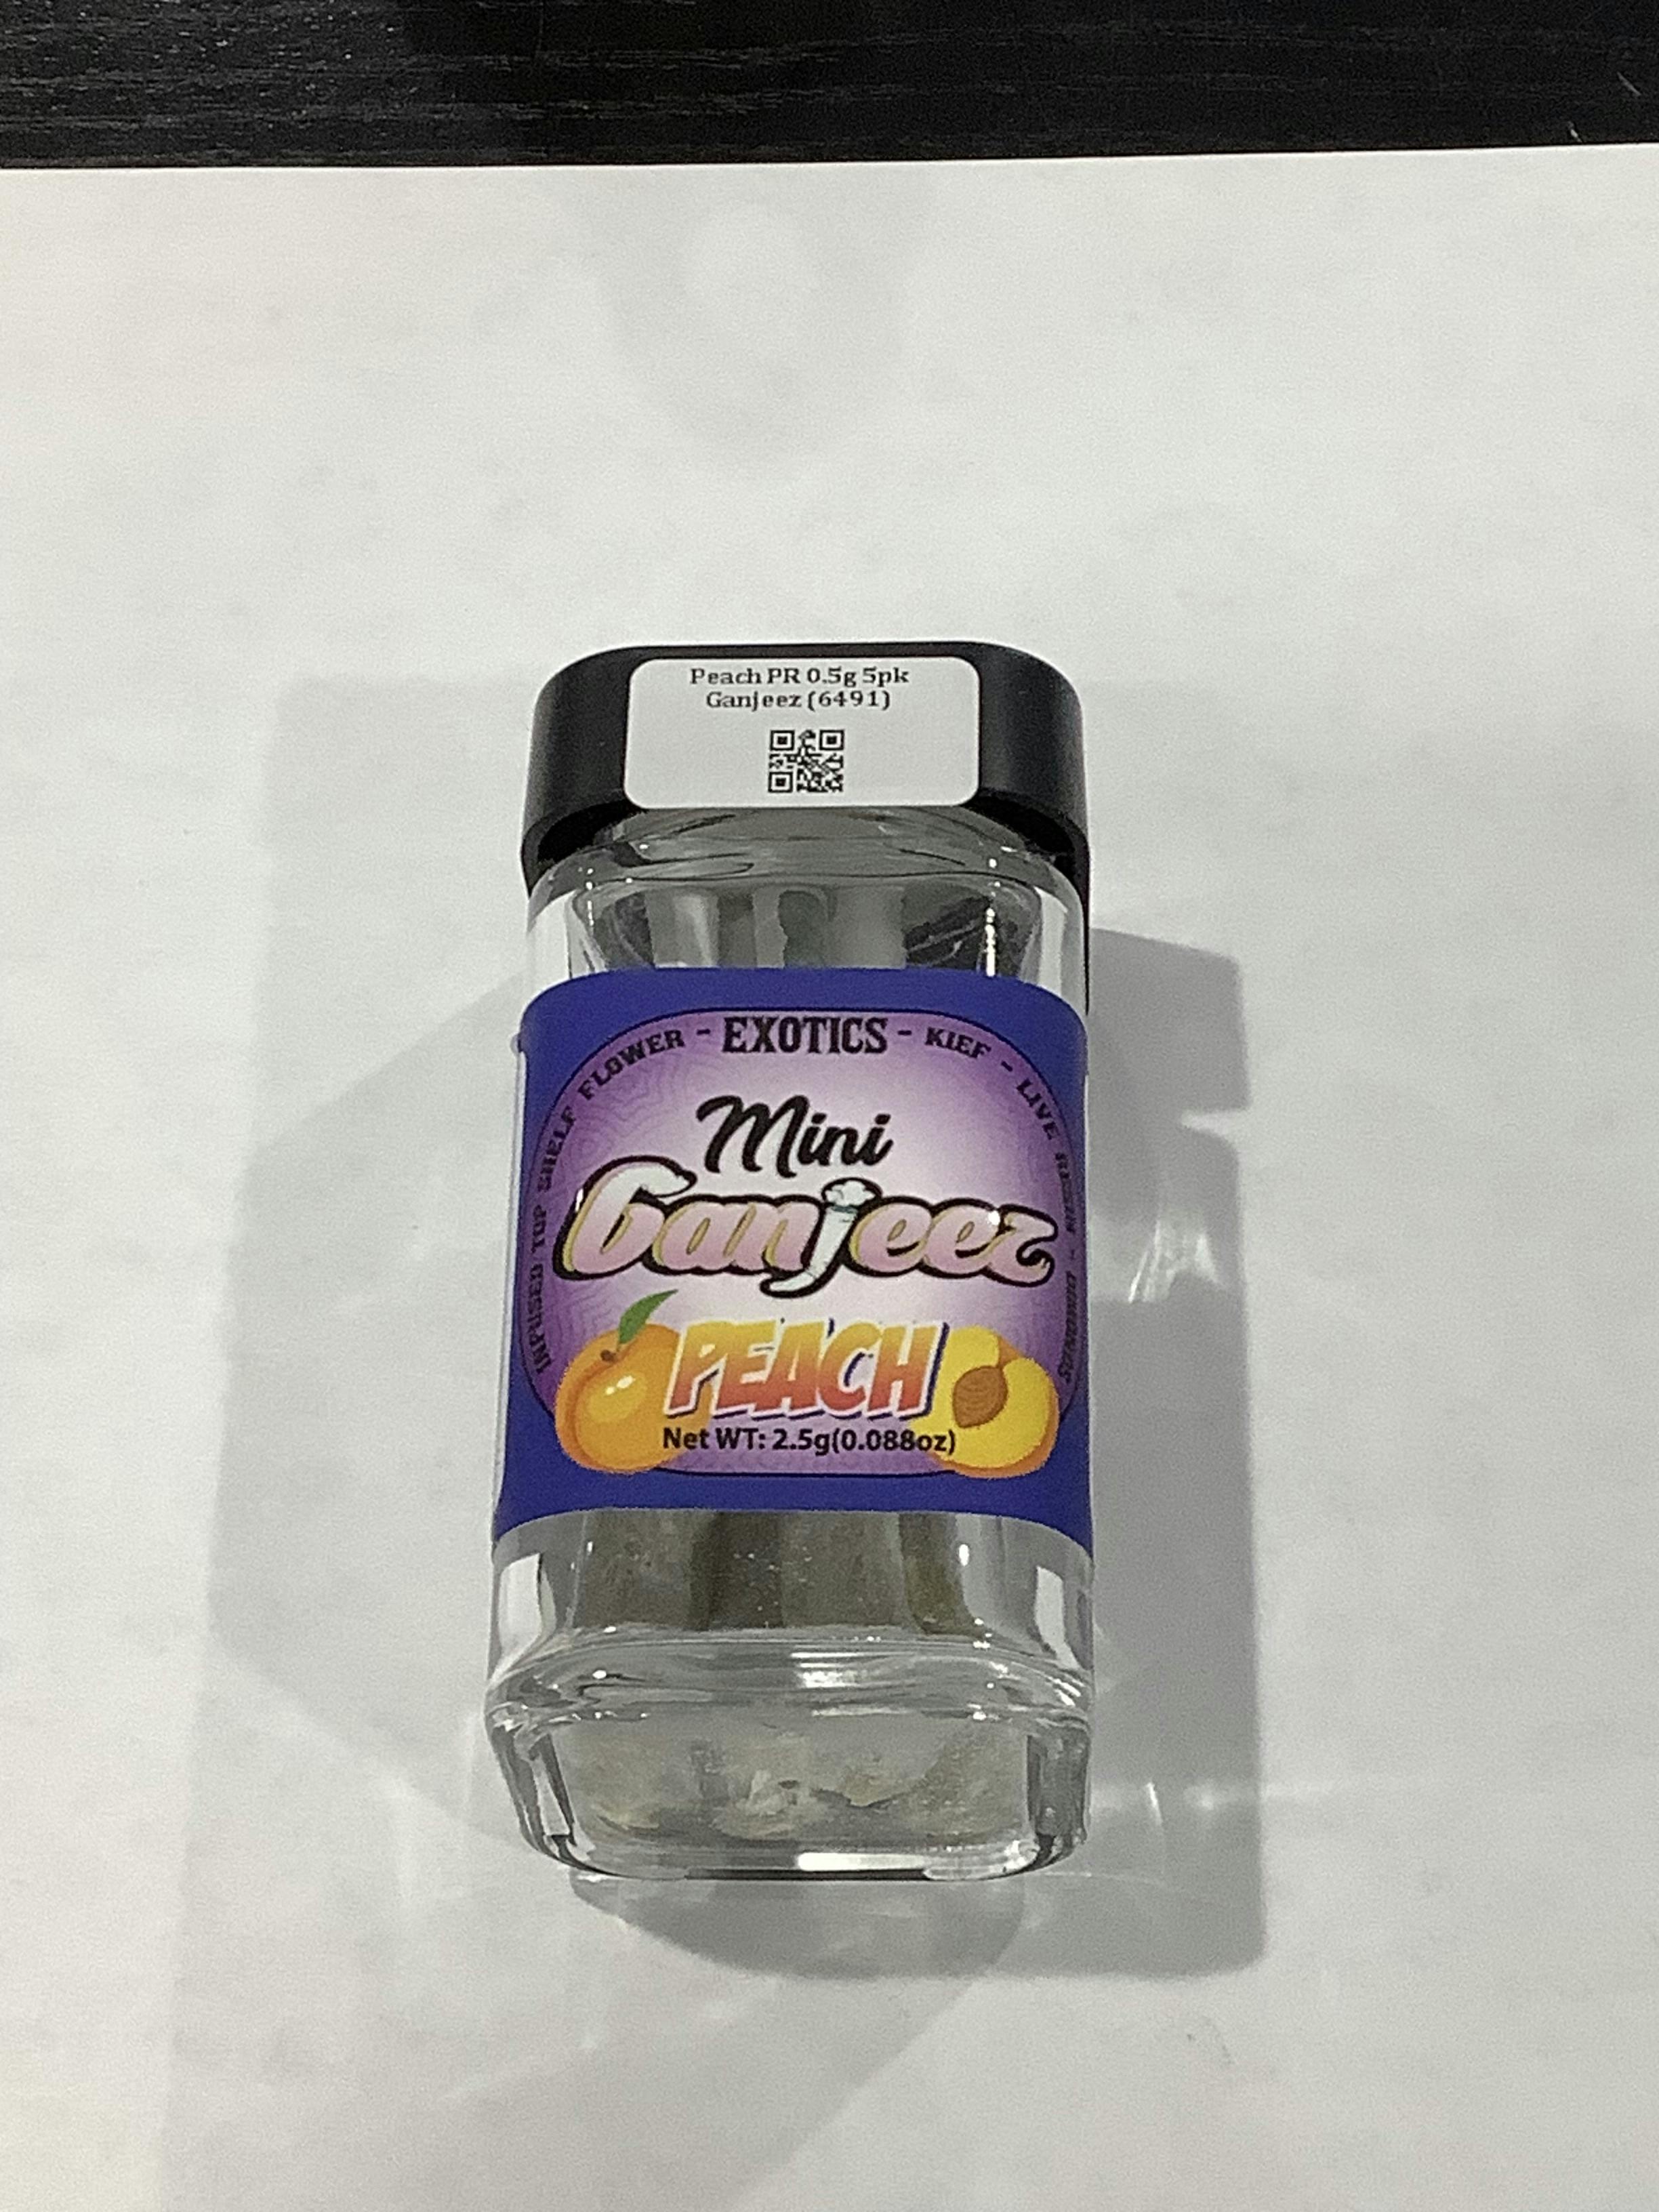 Peach PR 0.5g 5pk
Ganjeez (6491)
INFUSED TOP SHELF FLOWER - EXOTICS - KIEF - LIVE RESIN - DIAMONDS
Mini
Ganjeez
PEACH
Net WT: 2.5g(0.088oz)